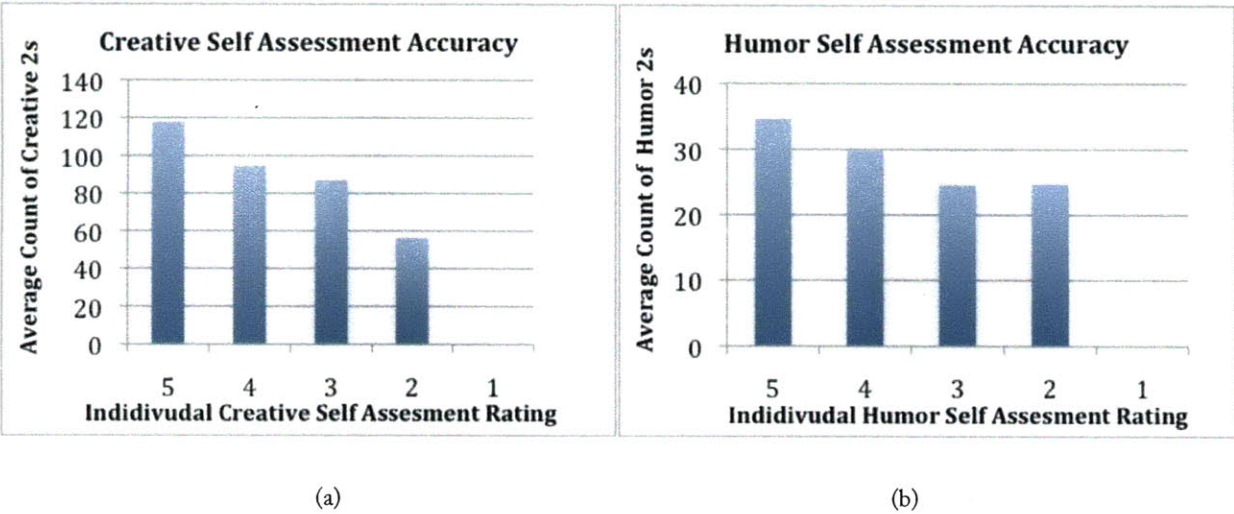 Creative Self Assessment Accuracy
Average Count of Creative 2s
140
120
100
80
60
40
20
0
5 4 3 2 1
Indidivudal Creative Self Assesment Rating
(a)
Humor Self Assessment Accuracy
Average Count of Humor 2s
40
30
20
10
0
5 4 3 2 1
Indidivudal Humor Self Assesment Rating
(b)